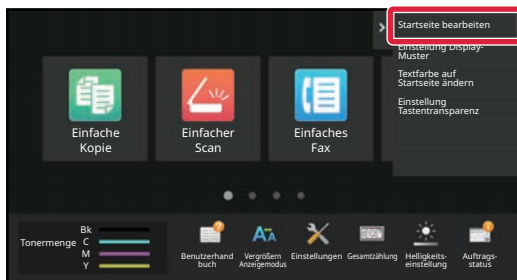 Startseite bearbeiten
Einstellung Display-
Muster
Textfarbe auf
Startseite ändern
Einstellung
Tastentransparenz
Einfache
Kopie
Einfacher
Scan
Einfaches
Fax
Tonermenge
Bk
C
M
Y
Benutzerhand
buch
Vergrößern
Anzeigemodus
Einstellungen
Gesamtzählung
Helligkeits-
einstellung
Auftrags-
status